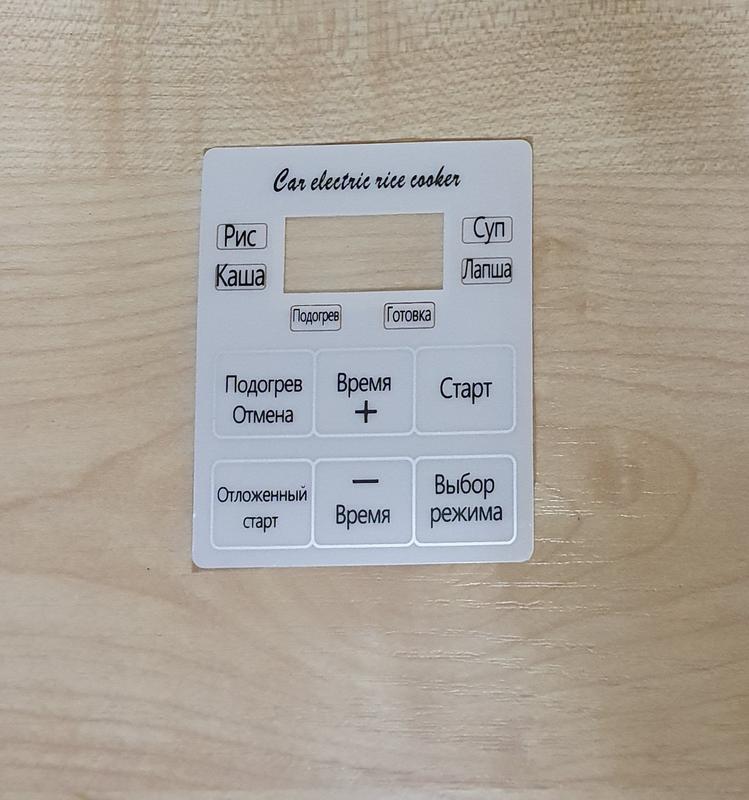 Car electric rice cooker
Рис
Суп
Каша
Лапша
Подогрев
Готовка
Подогрев
Отмена
Время
+
Старт
Отложенный
старт
−
Время
Выбор
режима